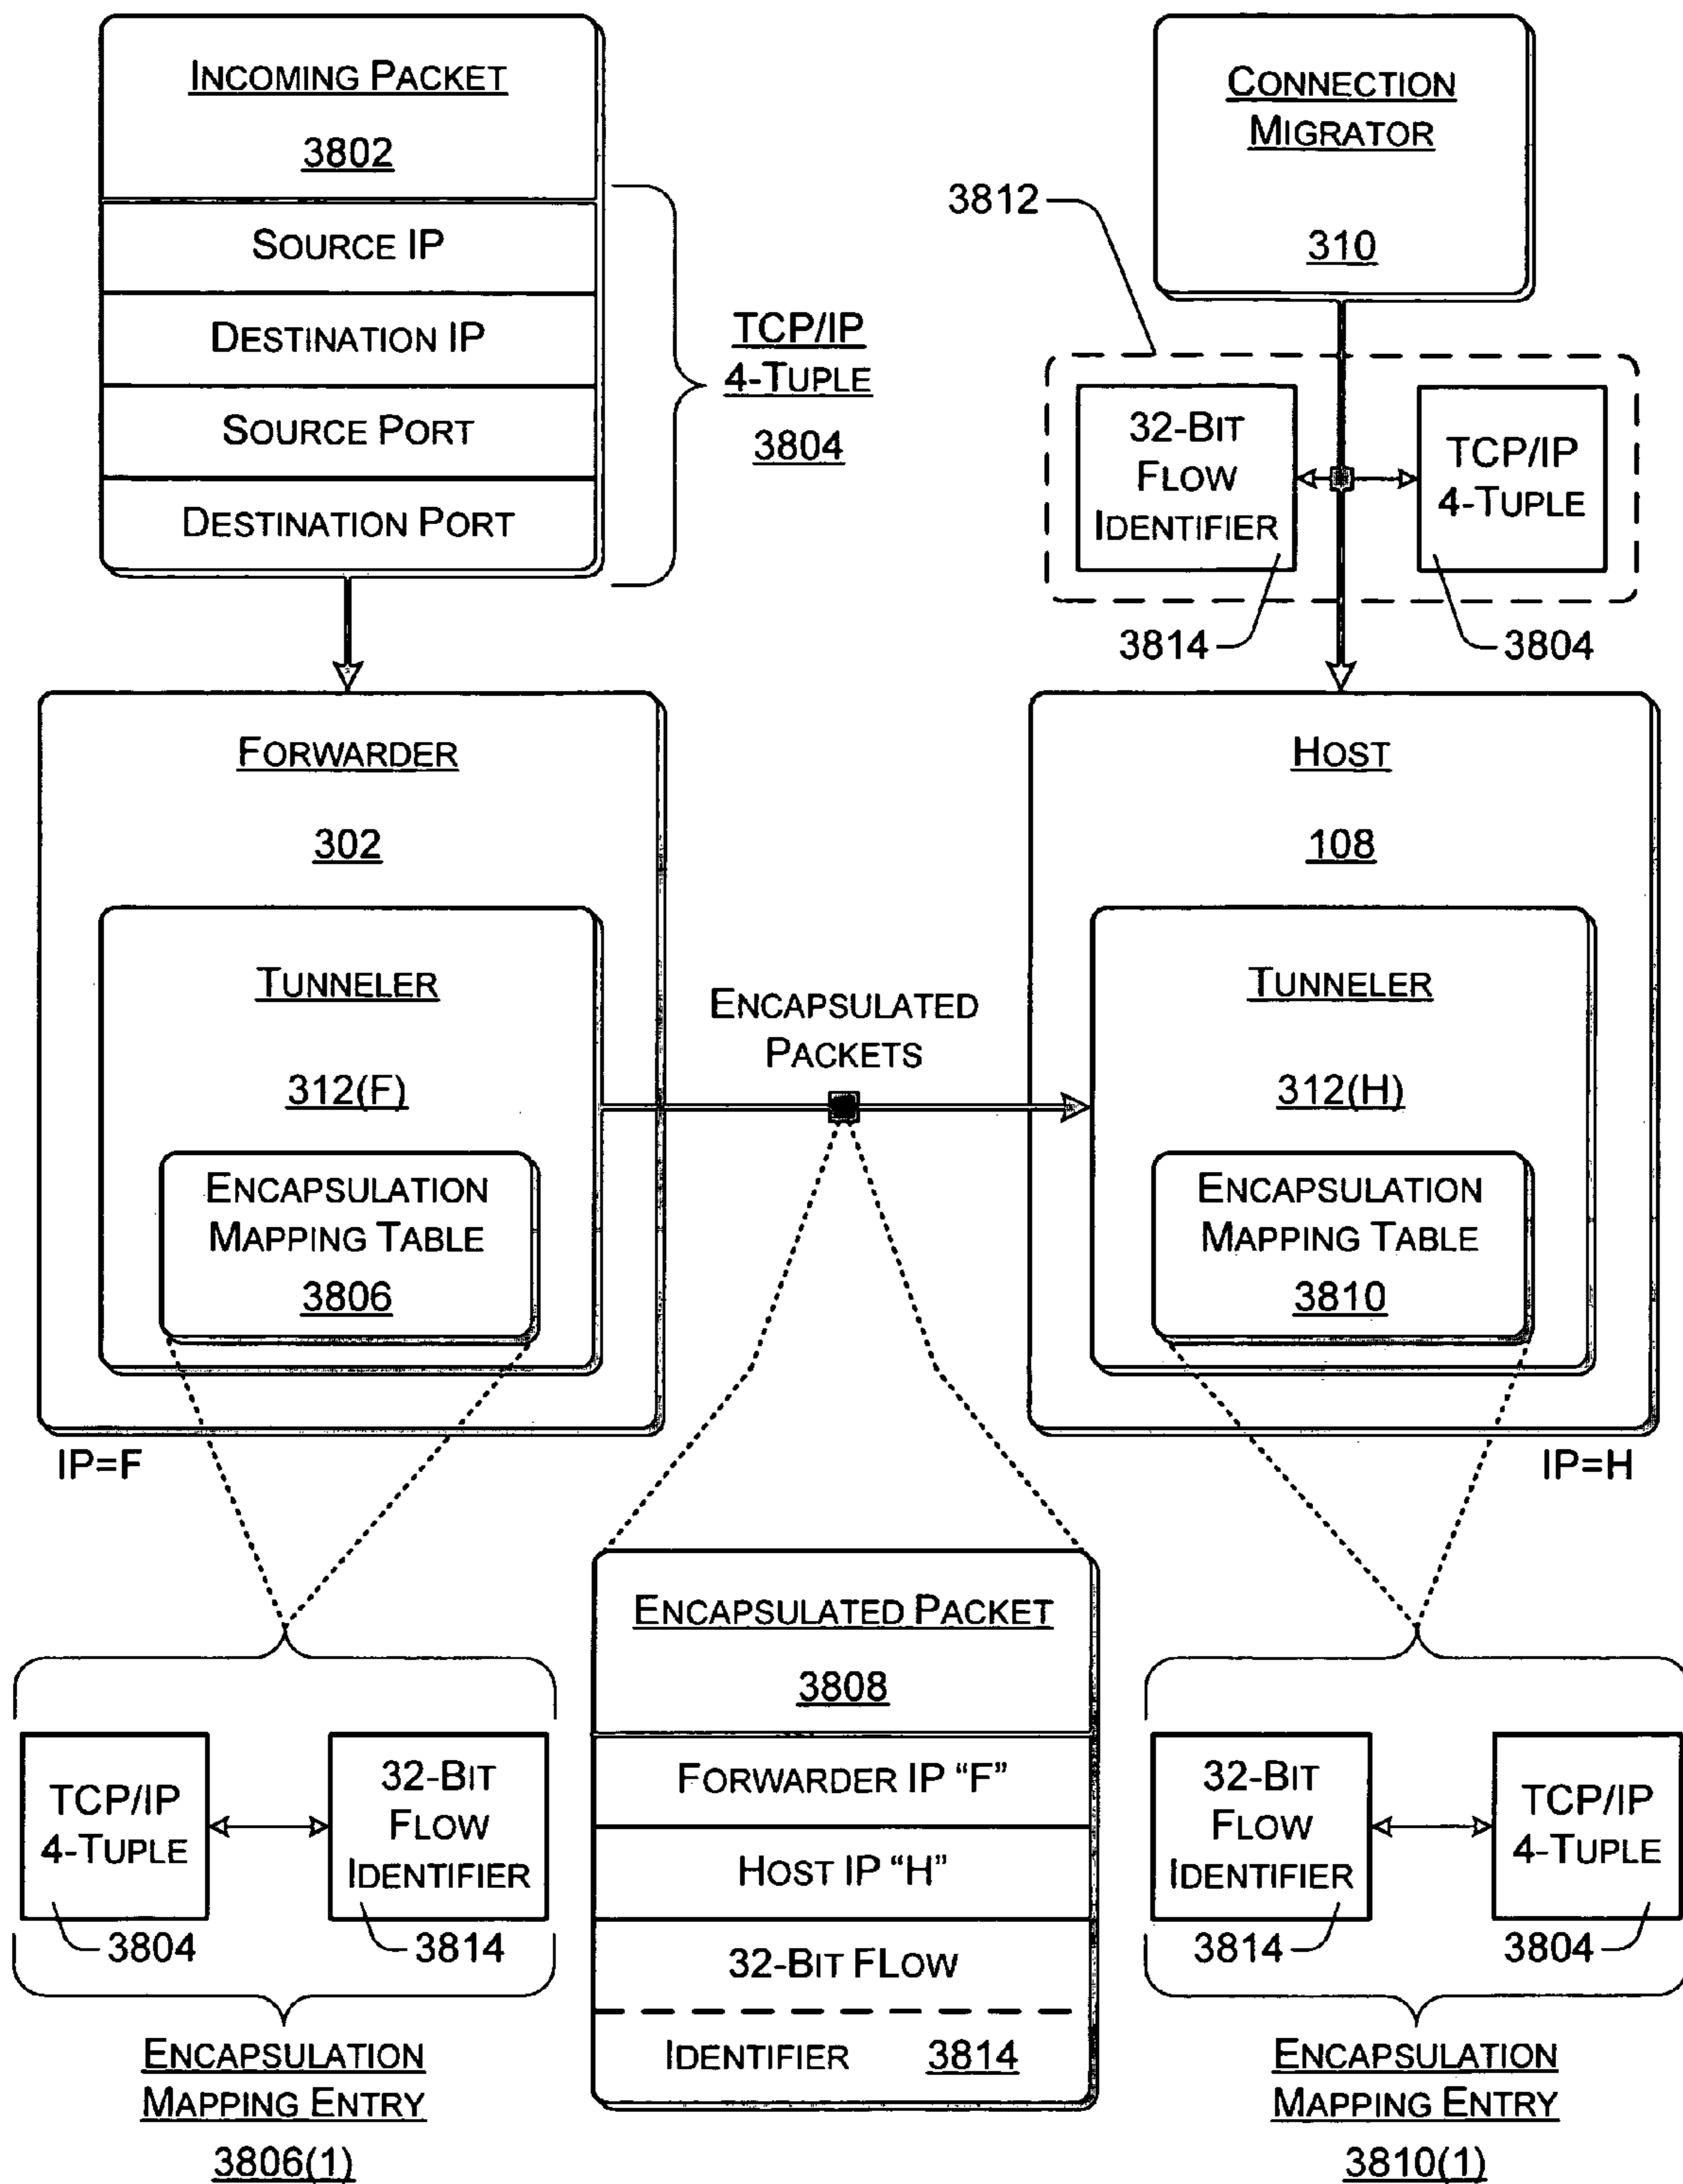 INCOMING PACKET
3802
SOURCE IP
DESTINATION IP
SOURCE PORT
DESTINATION PORT
TCP/IP
4-TUPLE
3804
CONNECTION
MIGRATOR
310
3812
32-BIT
FLOW
IDENTIFIER
TCP/IP
4-TUPLE
3814
3804
FORWARDER
302
TUNNELER
312(F)
ENCAPSULATION
MAPPING TABLE
3806
IP=F
ENCAPSULATED
PACKETS
HOST
108
TUNNELER
312(H)
ENCAPSULATION
MAPPING TABLE
3810
IP=H
TCP/IP
4-TUPLE
32-BIT
FLOW
IDENTIFIER
3804
3814
ENCAPSULATION
MAPPING ENTRY
3806(1)
ENCAPSULATED PACKET
3808
FORWARDER IP “F”
HOST IP “H”
32-BIT FLOW
IDENTIFIER 3814
32-BIT
FLOW
IDENTIFIER
TCP/IP
4-TUPLE
3814
3804
ENCAPSULATION
MAPPING ENTRY
3810(1)